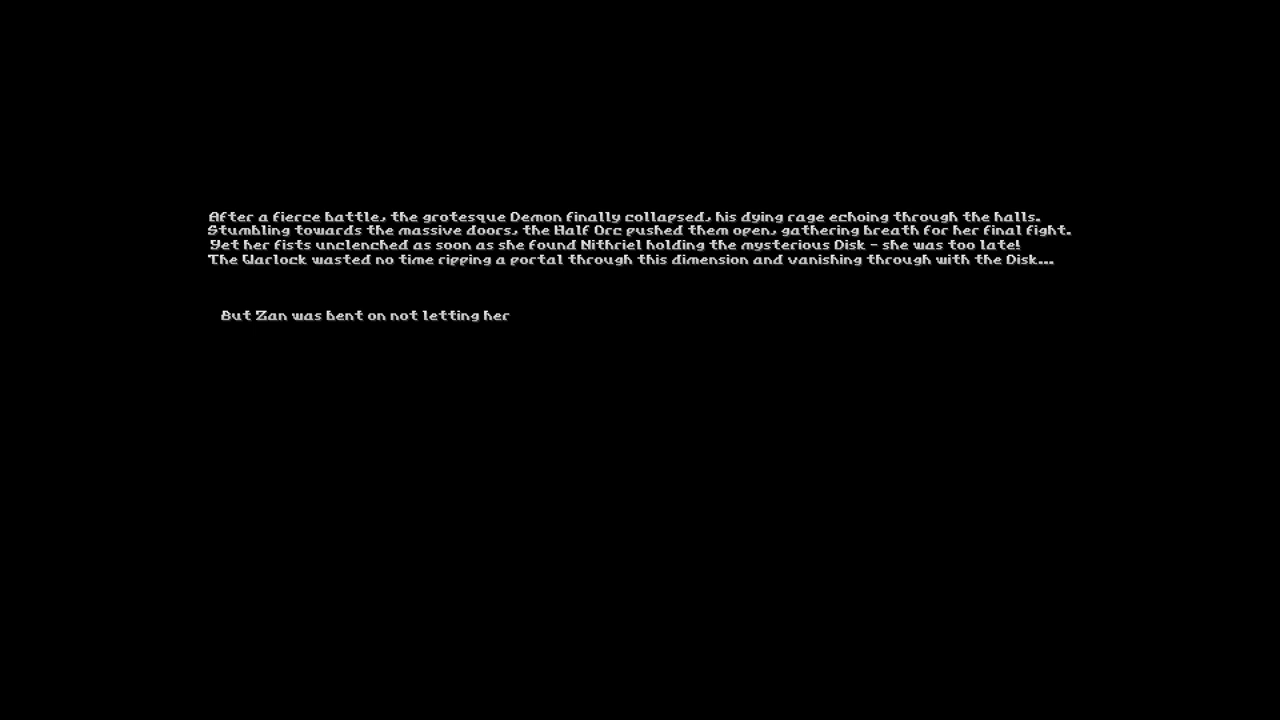 After a fierce battle, the grotesque Demon finally collapsed, his dying rage echoing through the halls.
Stumbling towards the massive doors, the Half Orc pushed them open, gathering breath for her final fight.
Yet her fists unclenched as soon as she found Nithriel holding the mysterious Disk - she was too late!
The Warlock wasted no time ripping a portal through this dimension and vanishing through with the Disk...
But Zan was bent on not letting her